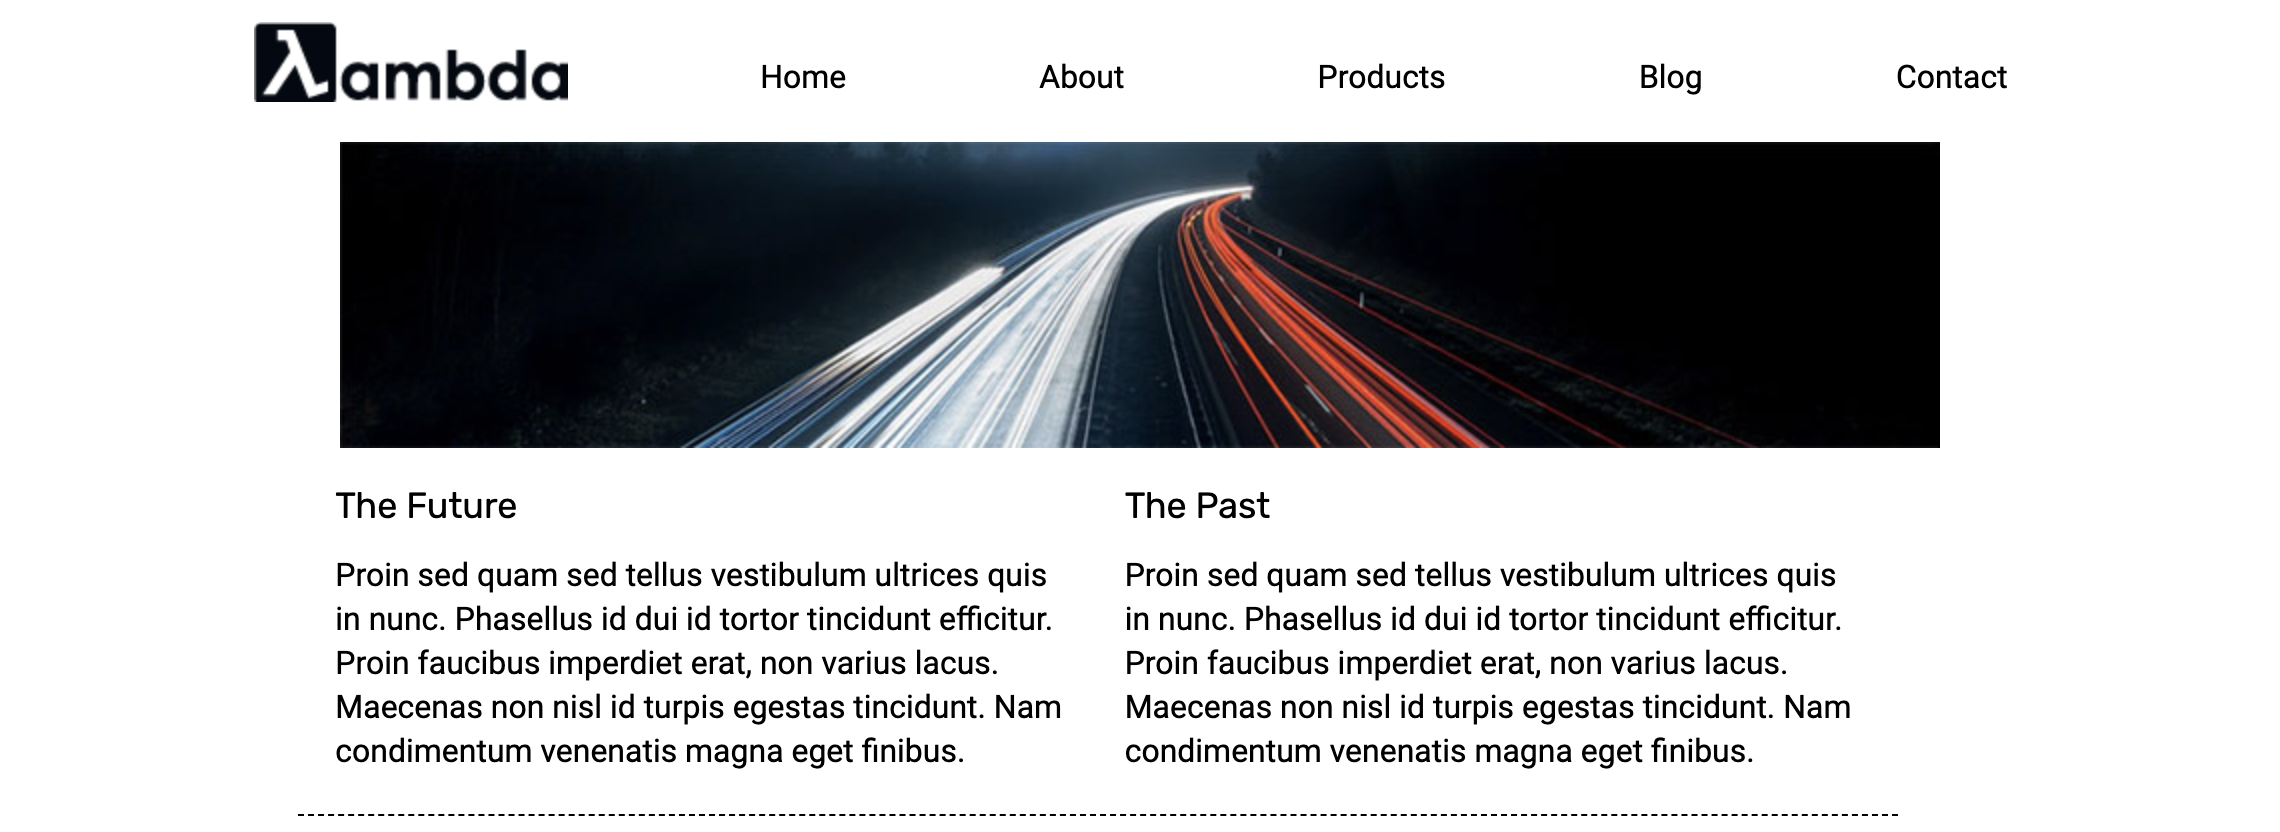 λambda
Home About Products Blog Contact
The Future
Proin sed quam sed tellus vestibulum ultrices quis
in nunc. Phasellus id dui id tortor tincidunt efficitur.
Proin faucibus imperdiet erat, non varius lacus.
Maecenas non nisl id turpis egestas tincidunt. Nam
condimentum venenatis magna eget finibus.
The Past
Proin sed quam sed tellus vestibulum ultrices quis
in nunc. Phasellus id dui id tortor tincidunt efficitur.
Proin faucibus imperdiet erat, non varius lacus.
Maecenas non nisl id turpis egestas tincidunt. Nam
condimentum venenatis magna eget finibus.